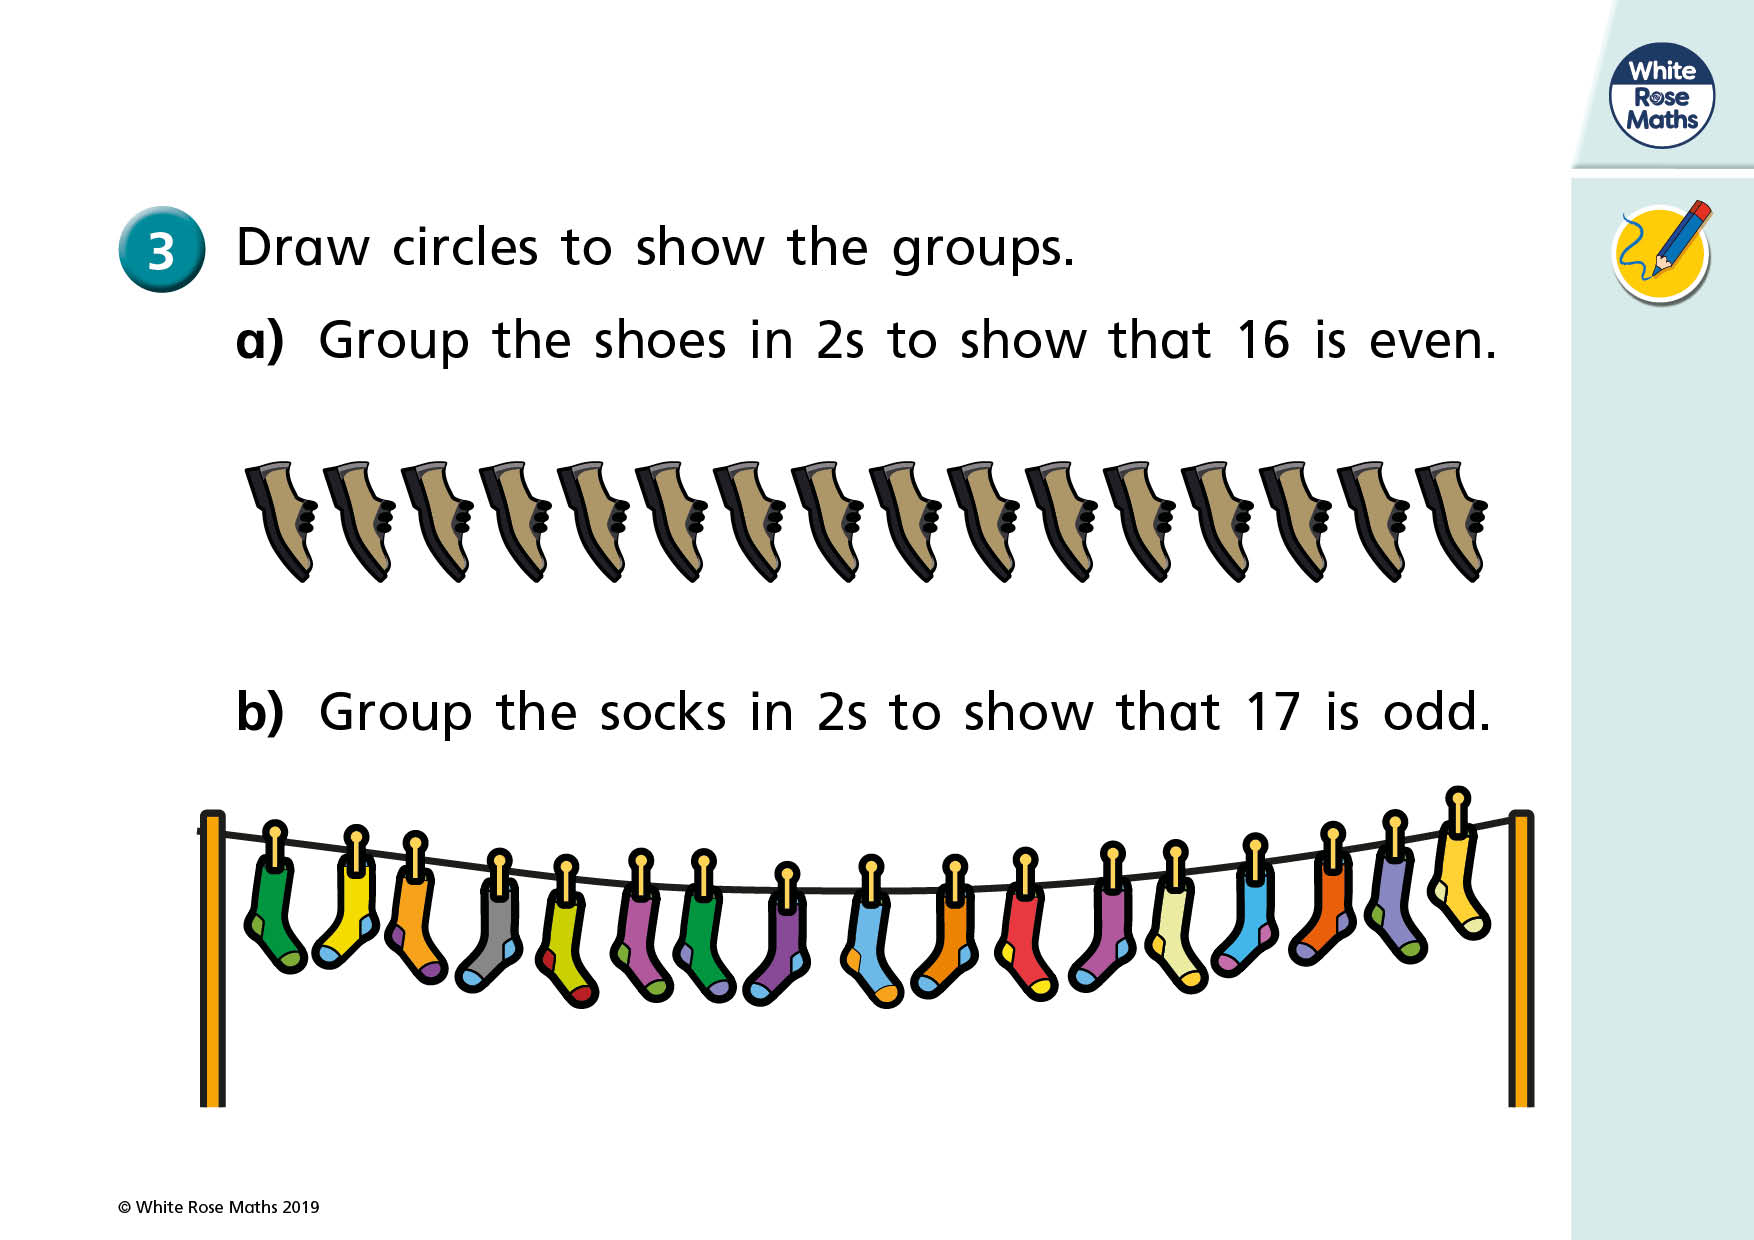 White
Rose
Maths
3 Draw circles to show the groups.
a) Group the shoes in 2s to show that 16 is even.
b) Group the socks in 2s to show that 17 is odd.
© White Rose Maths 2019